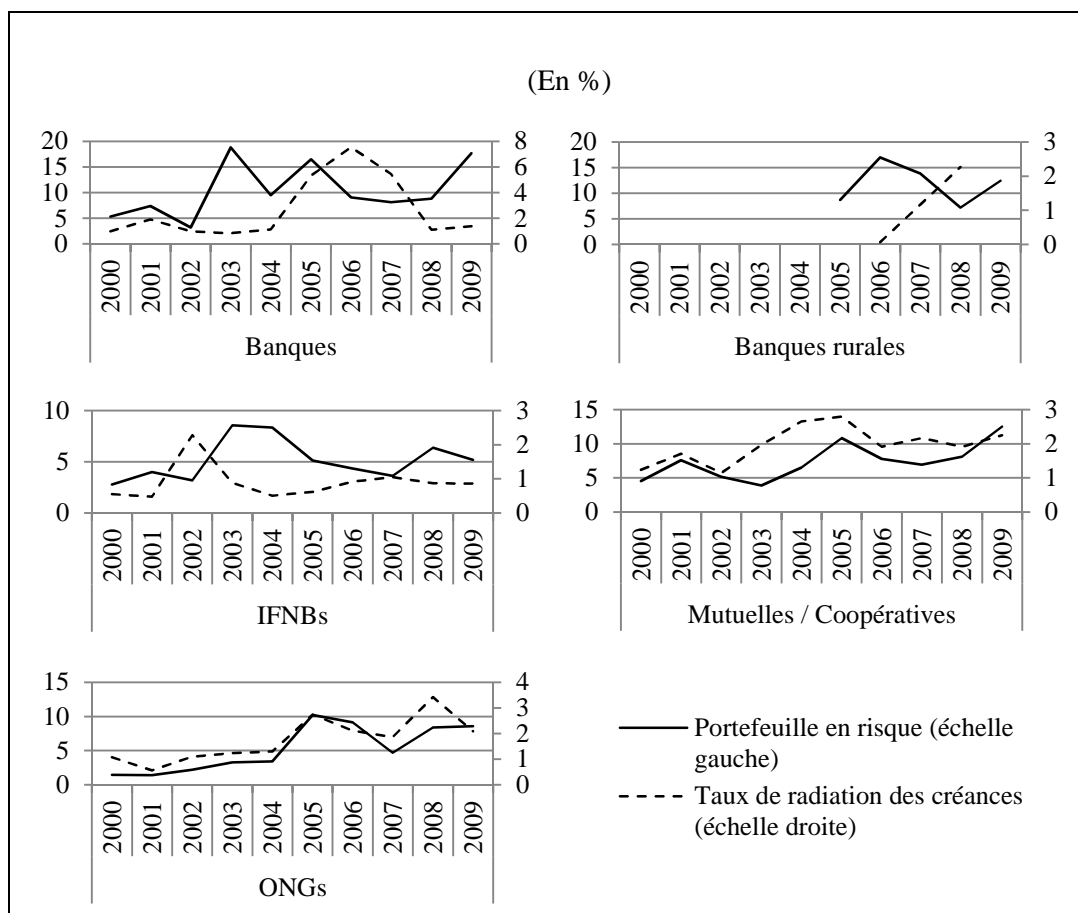 (En %)
20
15
10
5
0
8
6
4
2
0
2000 2001 2002 2003 2004 2005 2006 2007 2008 2009
Banques
20
15
10
5
0
3
2
1
0
2000 2001 2002 2003 2004 2005 2006 2007 2008 2009
Banques rurales
10
5
0
3
2
1
0
2000 2001 2002 2003 2004 2005 2006 2007 2008 2009
IFNBs
15
10
5
0
3
2
1
0
2000 2001 2002 2003 2004 2005 2006 2007 2008 2009
Mutuelles / Coopératives
15
10
5
0
4
3
2
1
0
2000 2001 2002 2003 2004 2005 2006 2007 2008 2009
ONGs
Portefeuille en risque (échelle
gauche)
Taux de radiation des créances
(échelle droite)